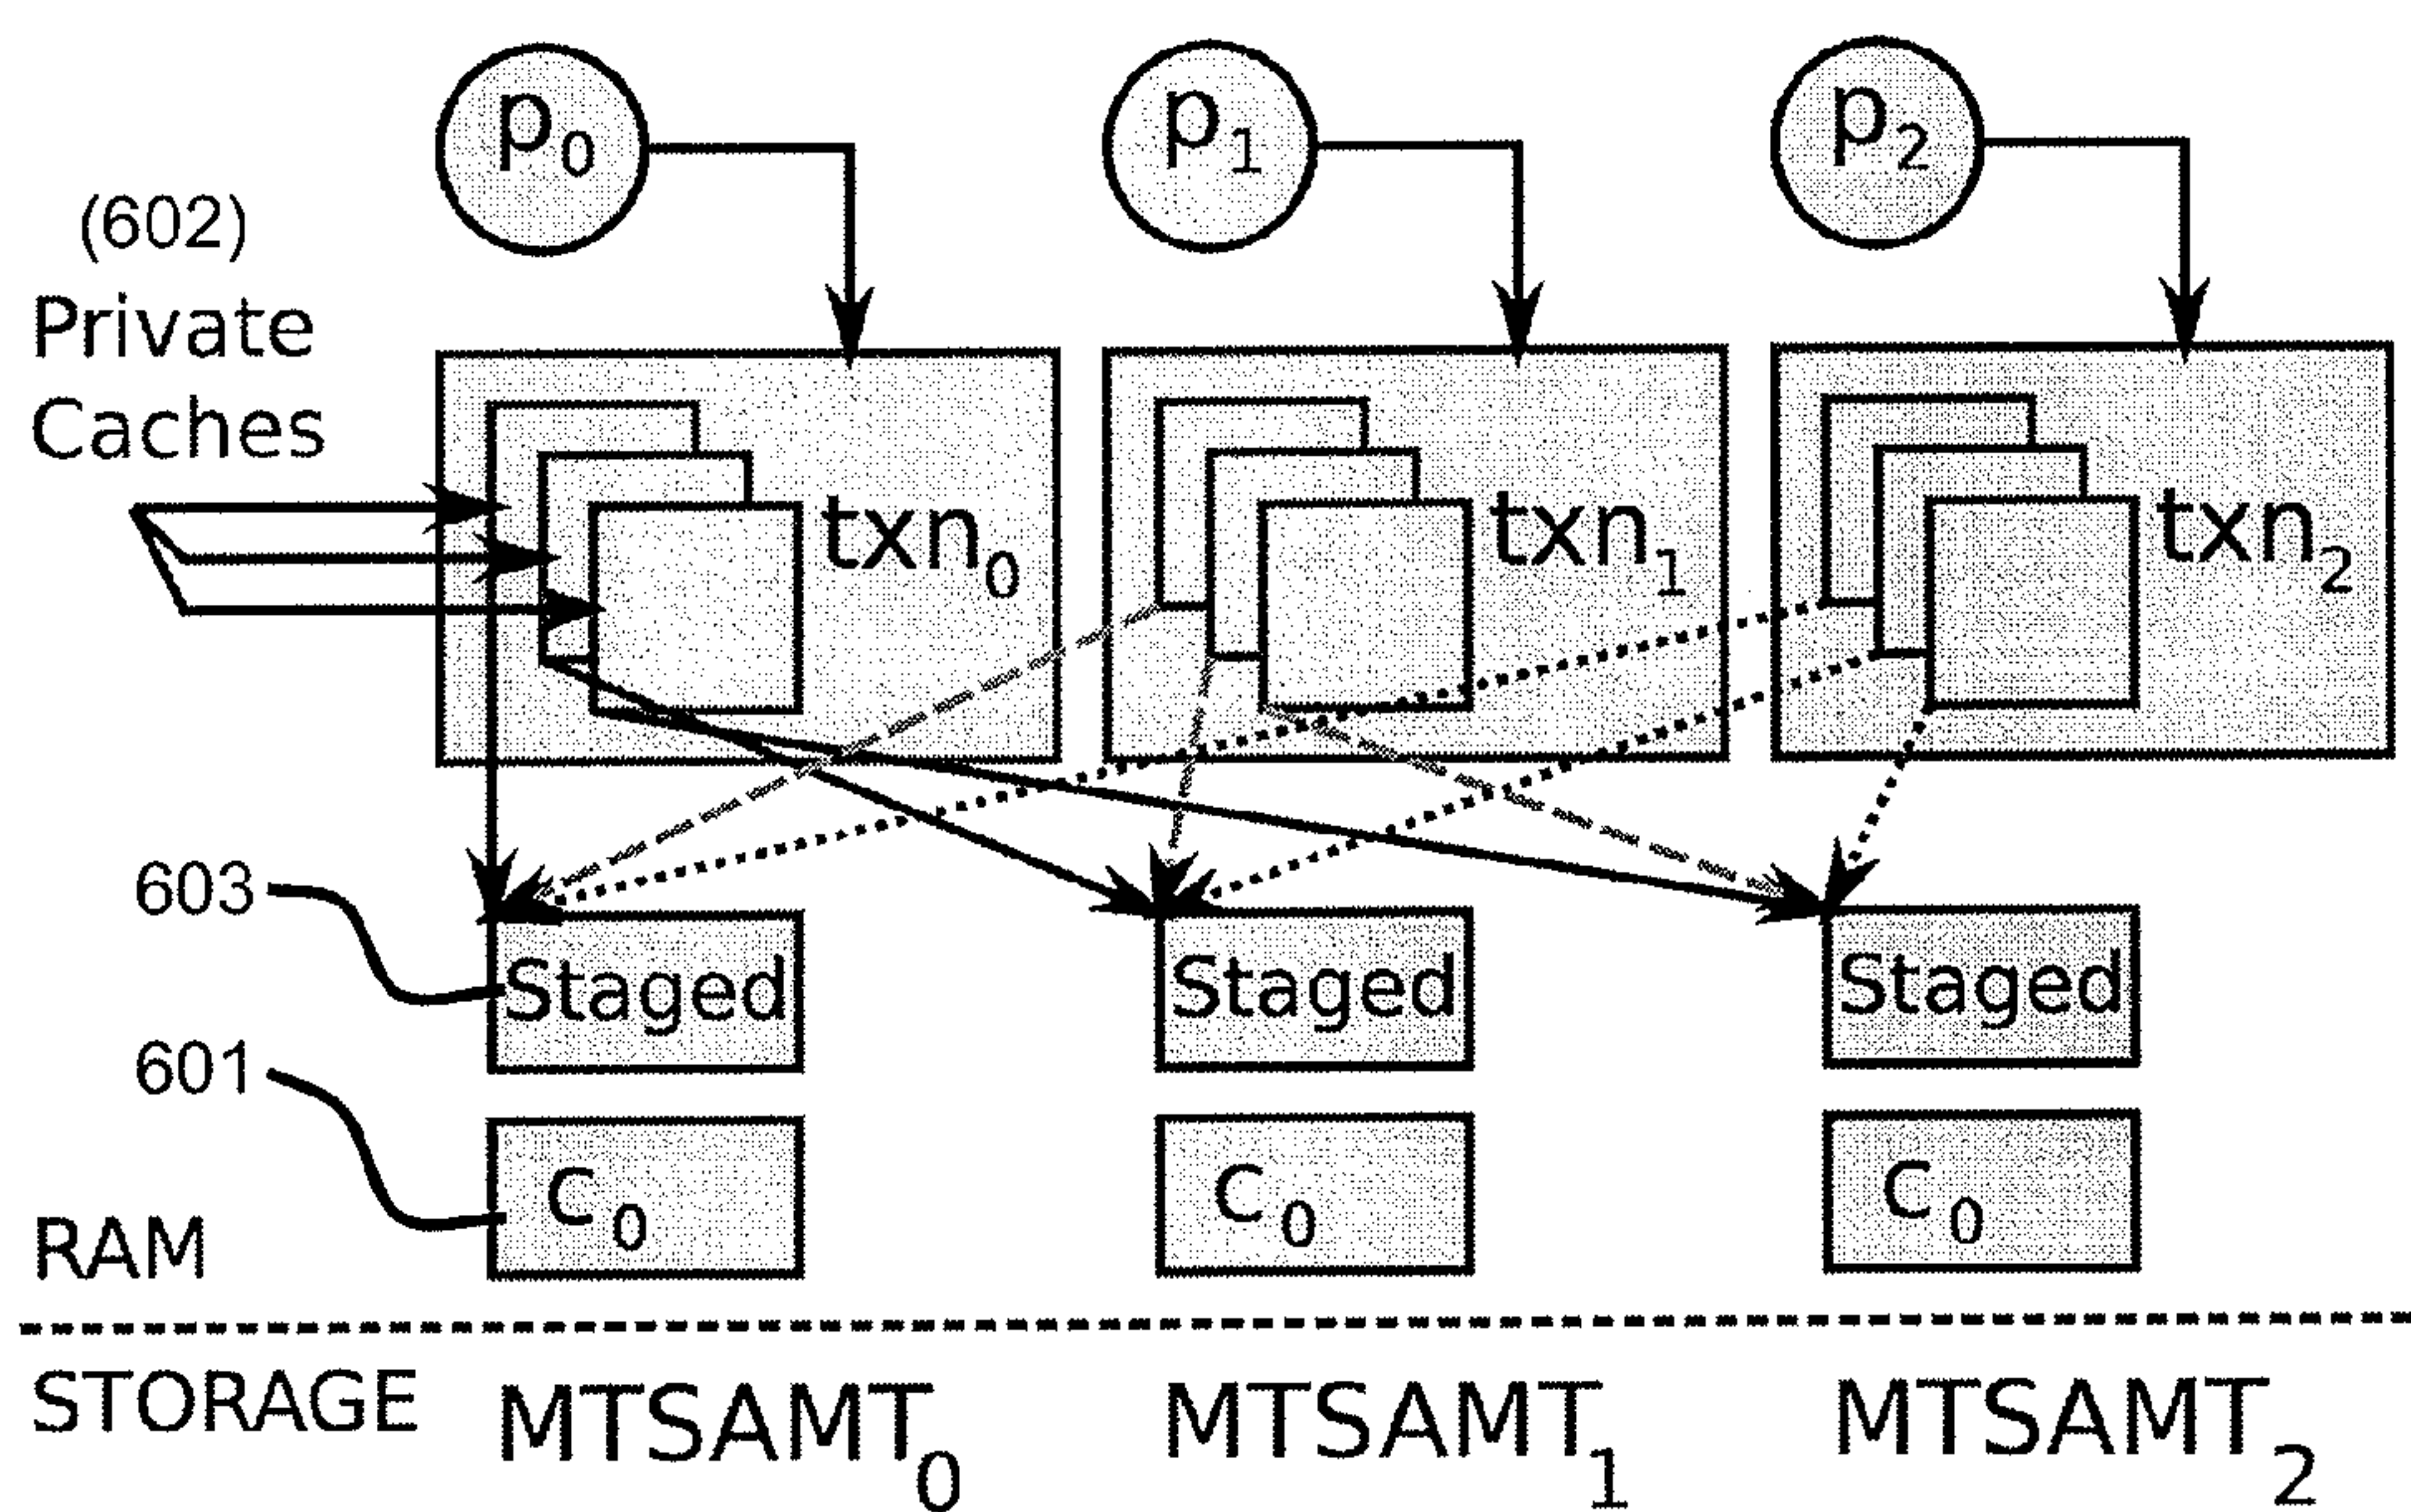 p0
p1
p2
(602)
Private
Caches
txn0
txn1
txn2
603
Staged
Staged
Staged
601
C0
C0
C0
RAM
STORAGE
MTSAMT0
MTSAMT1
MTSAMT2